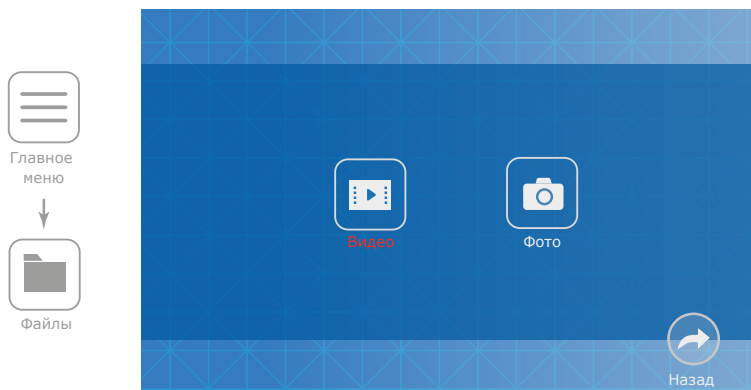 Главное
меню
Файлы
Видео
Фото
Назад